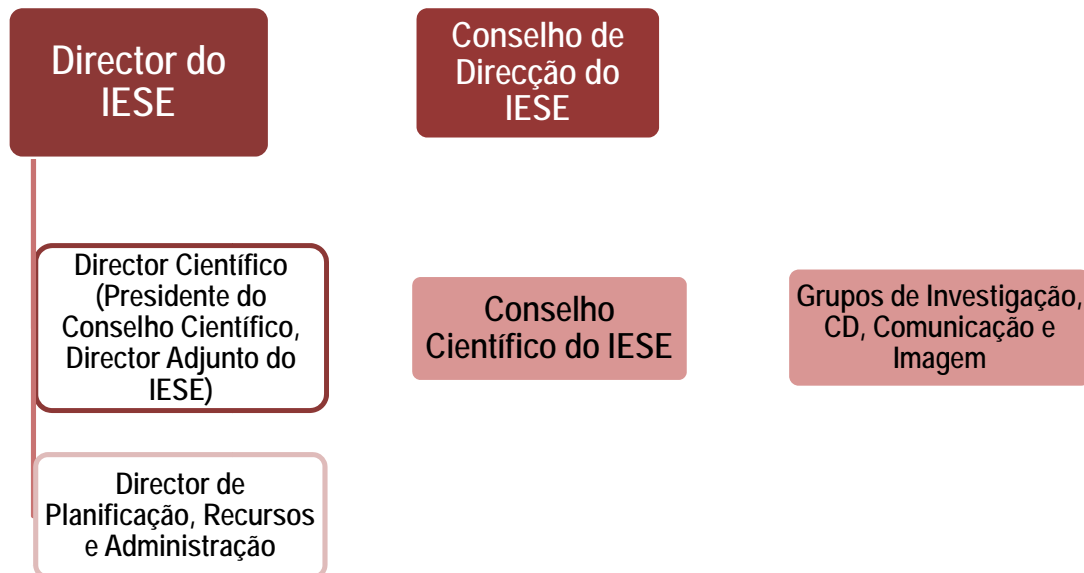 Director do
IESE
Conselho de
Direcção do
IESE
Director Científico
(Presidente do
Conselho Científico,
Director Adjunto do
IESE)
Conselho
Científico do IESE
Grupos de Investigação,
CD, Comunicação e
Imagem
Director de
Planificação, Recursos
e Administração